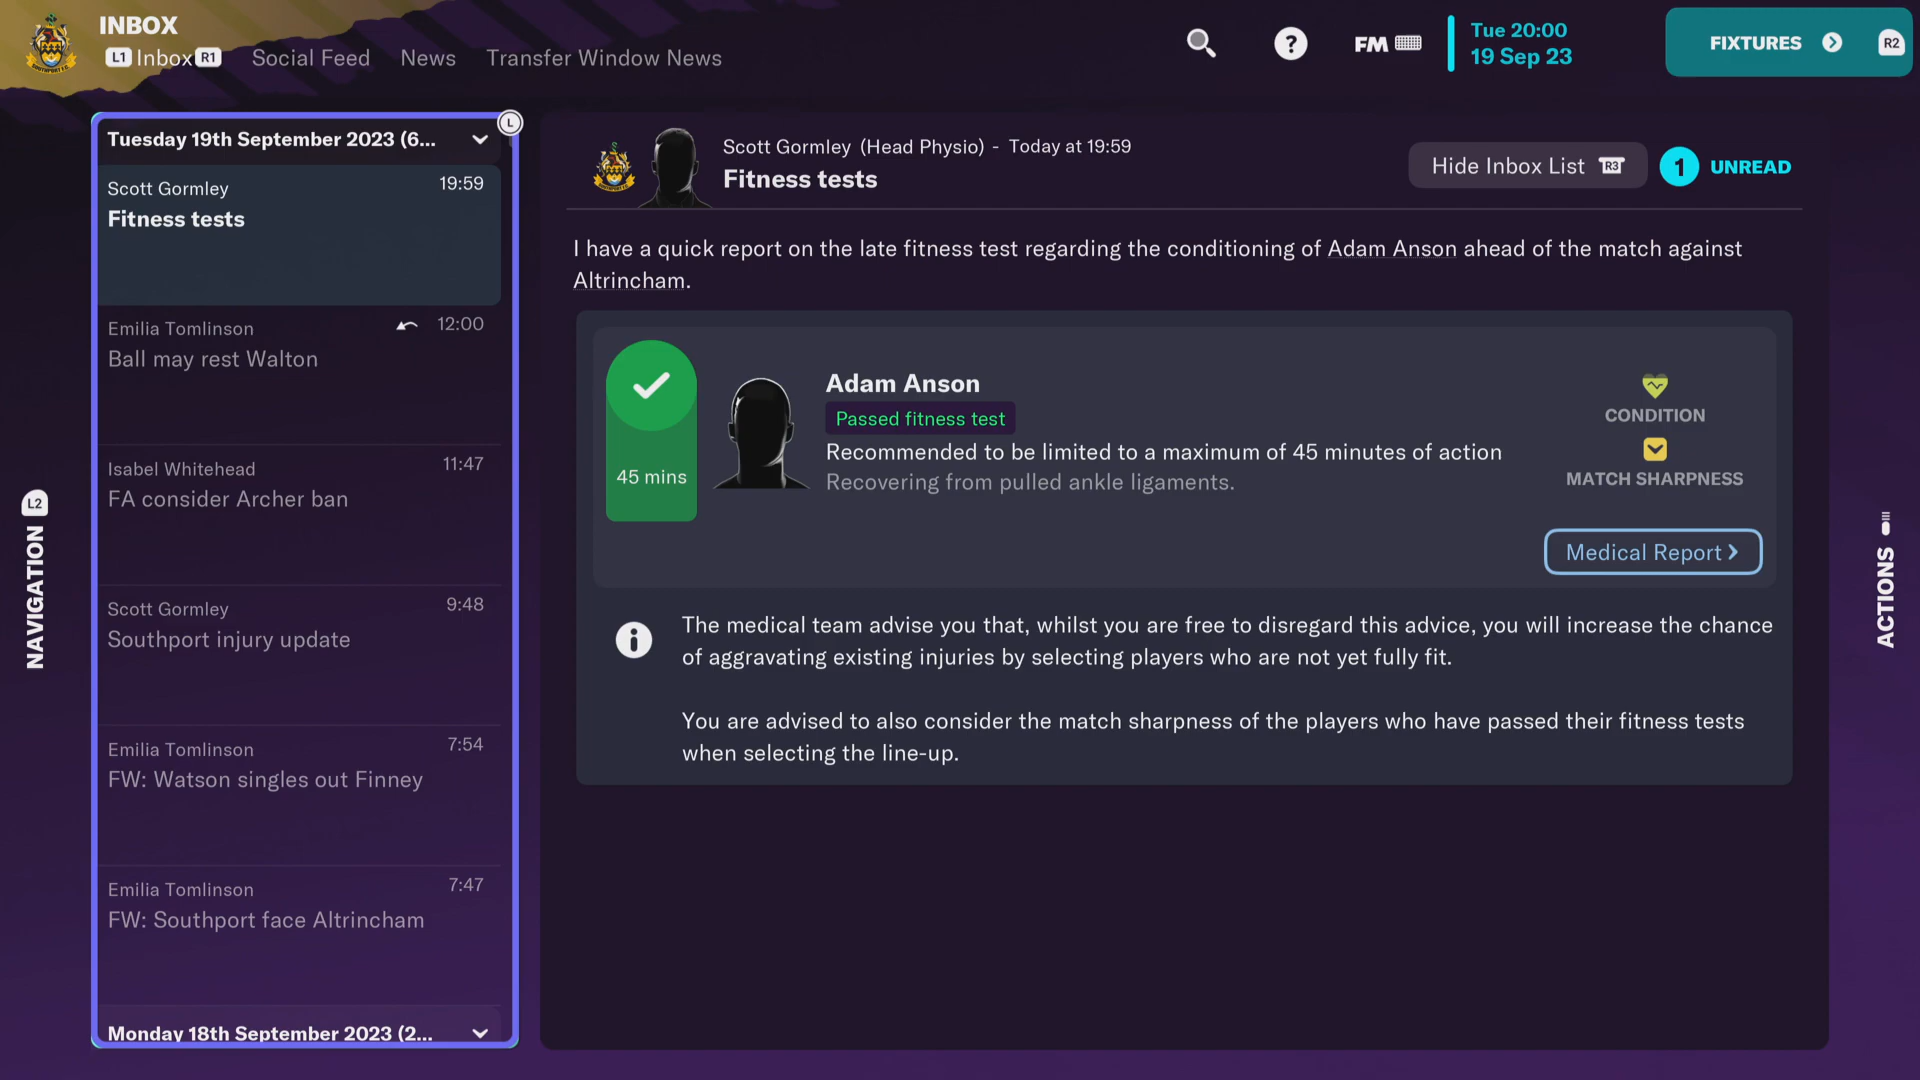 INBOX
L1 Inbox R1 Social Feed News Transfer Window News
? FM
Tue 20:00
19 Sep 23
FIXTURES R2
L
Tuesday 19th September 2023 (6...
Scott Gormley 19:59
Fitness tests
Emilia Tomlinson 12:00
Ball may rest Walton
Isabel Whitehead 11:47
FA consider Archer ban
Scott Gormley 9:48
Southport injury update
Emilia Tomlinson 7:54
FW: Watson singles out Finney
Emilia Tomlinson 7:47
FW: Southport face Altrincham
Monday 18th September 2023 (2...
NAVIGATION L2
Scott Gormley (Head Physio) - Today at 19:59
Fitness tests
Hide Inbox List R3
1 UNREAD
I have a quick report on the late fitness test regarding the conditioning of Adam Anson ahead of the match against
Altrincham.
45 mins
Adam Anson
Passed fitness test
Recommended to be limited to a maximum of 45 minutes of action
Recovering from pulled ankle ligaments.
CONDITION
MATCH SHARPNESS
Medical Report
The medical team advise you that, whilst you are free to disregard this advice, you will increase the chance
of aggravating existing injuries by selecting players who are not yet fully fit.
You are advised to also consider the match sharpness of the players who have passed their fitness tests
when selecting the line-up.
ACTIONS